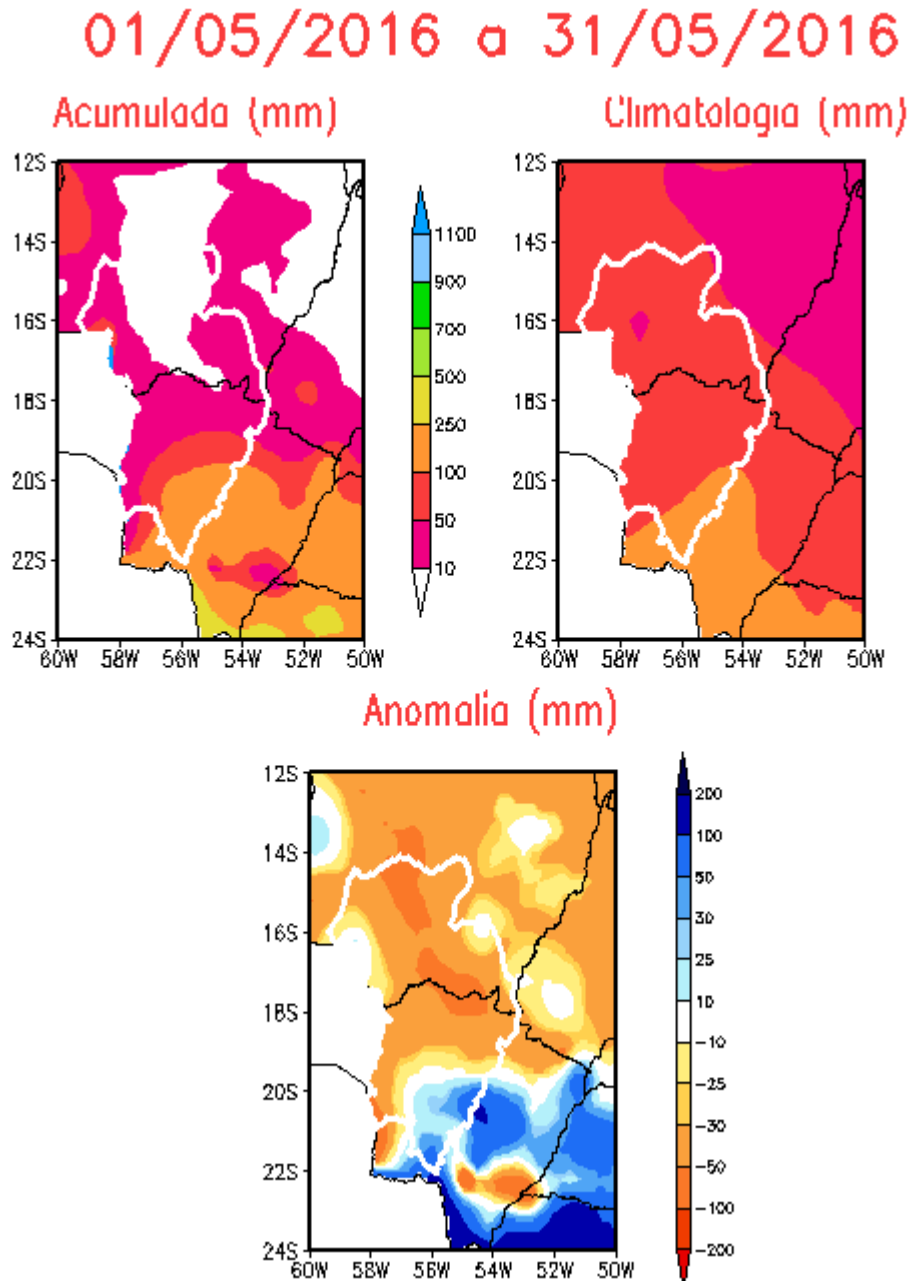 01/05/2016 a 31/05/2016
Acumulada (mm)
Climatologia (mm)
12S
14S
16S
18S
20S
22S
24S
60W 58W 56W 54W 52W 50W
1100
900
700
500
250
100
50
10
12S
14S
16S
18S
20S
22S
24S
60W 58W 56W 54W 52W 50W
Anomalia (mm)
12S
14S
16S
18S
20S
22S
24S
60W 58W 56W 54W 52W 50W
200
100
50
30
25
10
-10
-25
-30
-50
-100
-200